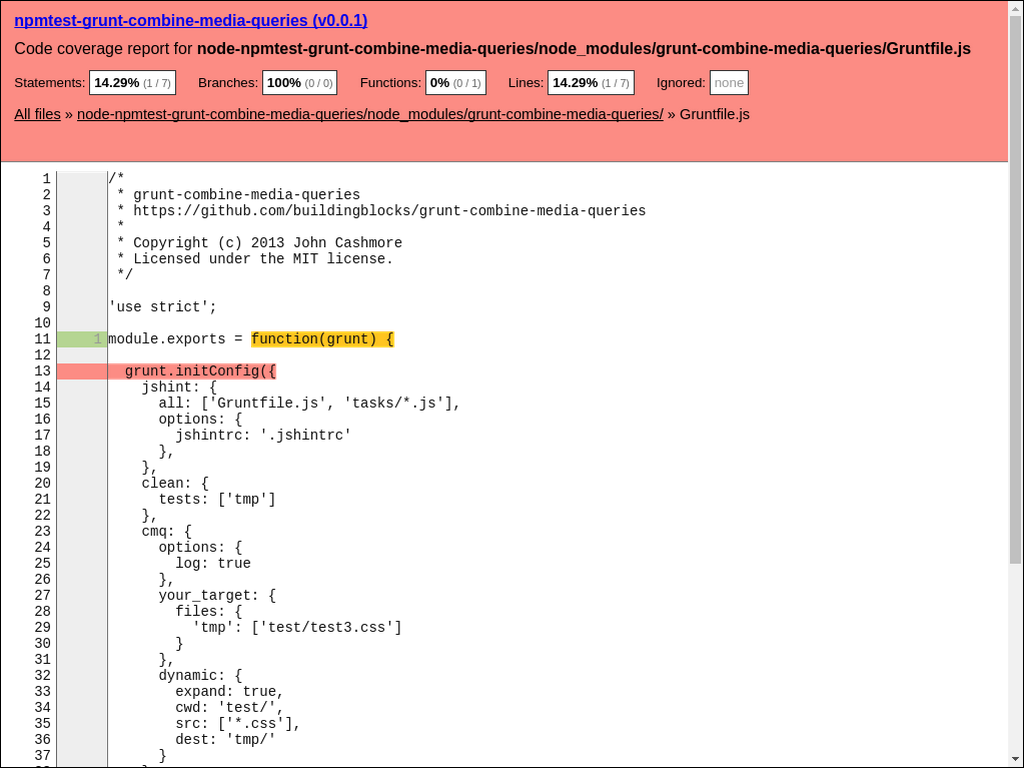 npmtest-grunt-combine-media-queries (v0.0.1)
Code coverage report for node-npmtest-grunt-combine-media-queries/node_modules/grunt-combine-media-queries/Gruntfile.js
Statements: 14.29% (1 / 7) Branches: 100% (0 / 0) Functions: 0% (0 / 1) Lines: 14.29% (1 / 7) Ignored: none
All files » node-npmtest-grunt-combine-media-queries/node_modules/grunt-combine-media-queries/ » Gruntfile.js
1 /*
2  * grunt-combine-media-queries
3  * https://github.com/buildingblocks/grunt-combine-media-queries
4  *
5  * Copyright (c) 2013 John Cashmore
6  * Licensed under the MIT license.
7  */
8
9 'use strict';
10
11 1 module.exports = function(grunt) {
12
13   grunt.initConfig({
14     jshint: {
15       all: ['Gruntfile.js', 'tasks/*.js'],
16       options: {
17         jshintrc: '.jshintrc'
18       },
19     },
20     clean: {
21       tests: ['tmp']
22     },
23     cmq: {
24       options: {
25         log: true
26       },
27       your_target: {
28         files: {
29           'tmp': ['test/test3.css']
30         }
31       },
32       dynamic: {
33         expand: true,
34         cwd: 'test/',
35         src: ['*.css'],
36         dest: 'tmp/'
37       }